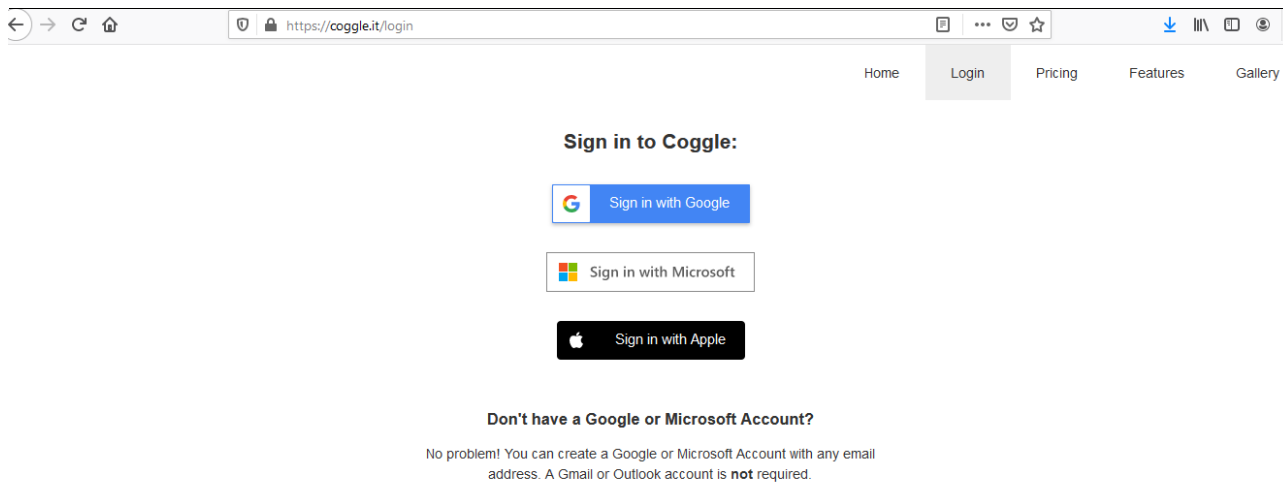 https://coggle.it/login
Home Login Pricing Features Gallery
Sign in to Coggle:
Sign in with Google
Sign in with Microsoft
Sign in with Apple
Don't have a Google or Microsoft Account?
No problem! You can create a Google or Microsoft Account with any email
address. A Gmail or Outlook account is not required.